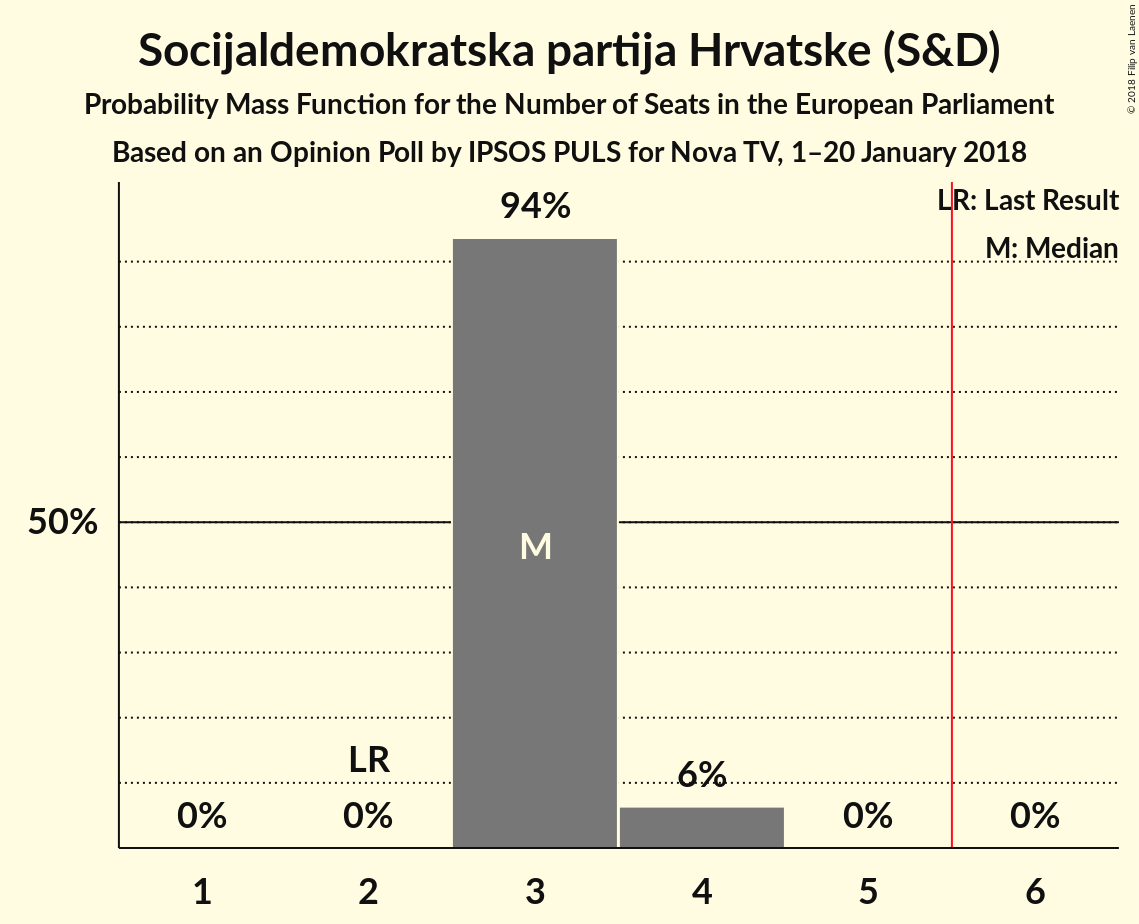 Socijaldemokratska partija Hrvatske (S&D)
Probability Mass Function for the Number of Seats in the European Parliament
Based on an Opinion Poll by IPSOS PULS for Nova TV, 1–20 January 2018
© 2018 Filip van Laenen
LR: Last Result
M: Median
94%
50%
M
LR
6%
0%
0%
0%
0%
1
2
3
4
5
6